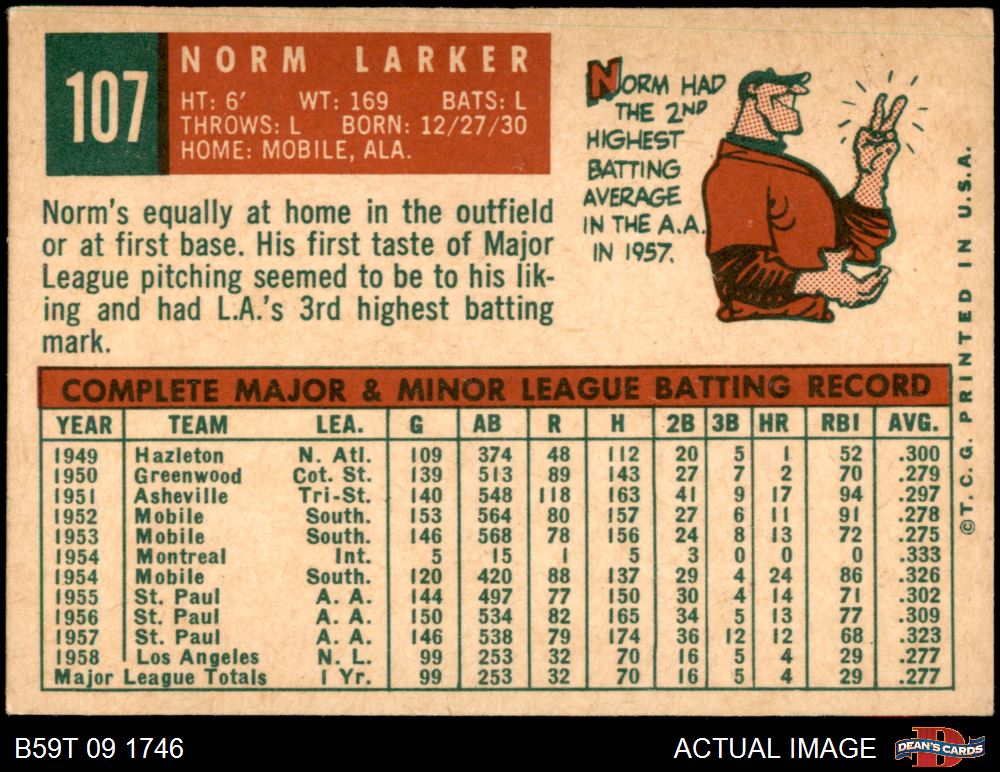 107
NORM LARKER
HT: 6' WT: 169 BATS: L
THROWS: L BORN: 12/27/30
HOME: MOBILE, ALA.
Norm's equally at home in the outfield
or at first base. His first taste of Major
League pitching seemed to be to his lik-
ing and had L.A.'s 3rd highest batting
mark.
NORM HAD
THE 2ND
HIGHEST
BATTING
AVERAGE
IN THE A.A.
IN 1957.
COMPLETE MAJOR & MINOR LEAGUE BATTING RECORD
YEAR TEAM LEA. G AB R H 2B 3B HR RBI AVG.
1949 Hazleton N. Atl. 109 374 48 112 20 5 1 52 .300
1950 Greenwood Cot. St. 139 513 89 143 27 7 2 70 .279
1951 Asheville Tri-St. 140 548 118 163 41 9 17 94 .297
1952 Mobile South. 153 564 80 157 27 6 11 91 .278
1953 Mobile South. 146 568 78 156 24 8 13 72 .275
1954 Montreal Int. 5 15 1 5 3 0 0 0 .333
1954 Mobile South. 120 420 88 137 29 4 24 86 .326
1955 St. Paul A. A. 144 497 77 150 30 4 14 71 .302
1956 St. Paul A. A. 150 534 82 165 34 5 13 77 .309
1957 St. Paul A. A. 146 538 79 174 36 12 12 68 .323
1958 Los Angeles N. L. 99 253 32 70 16 5 4 29 .277
Major League Totals 1 Yr. 99 253 32 70 16 5 4 29 .277
©T. C. G. PRINTED IN U.S.A.
B59T 09 1746
ACTUAL IMAGE
D
DEAN'S CARDS